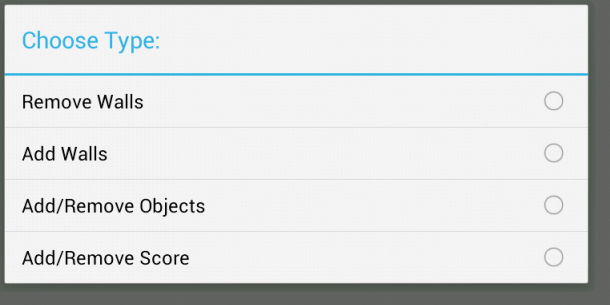 Choose Type:
Remove Walls
Add Walls
Add/Remove Objects
Add/Remove Score